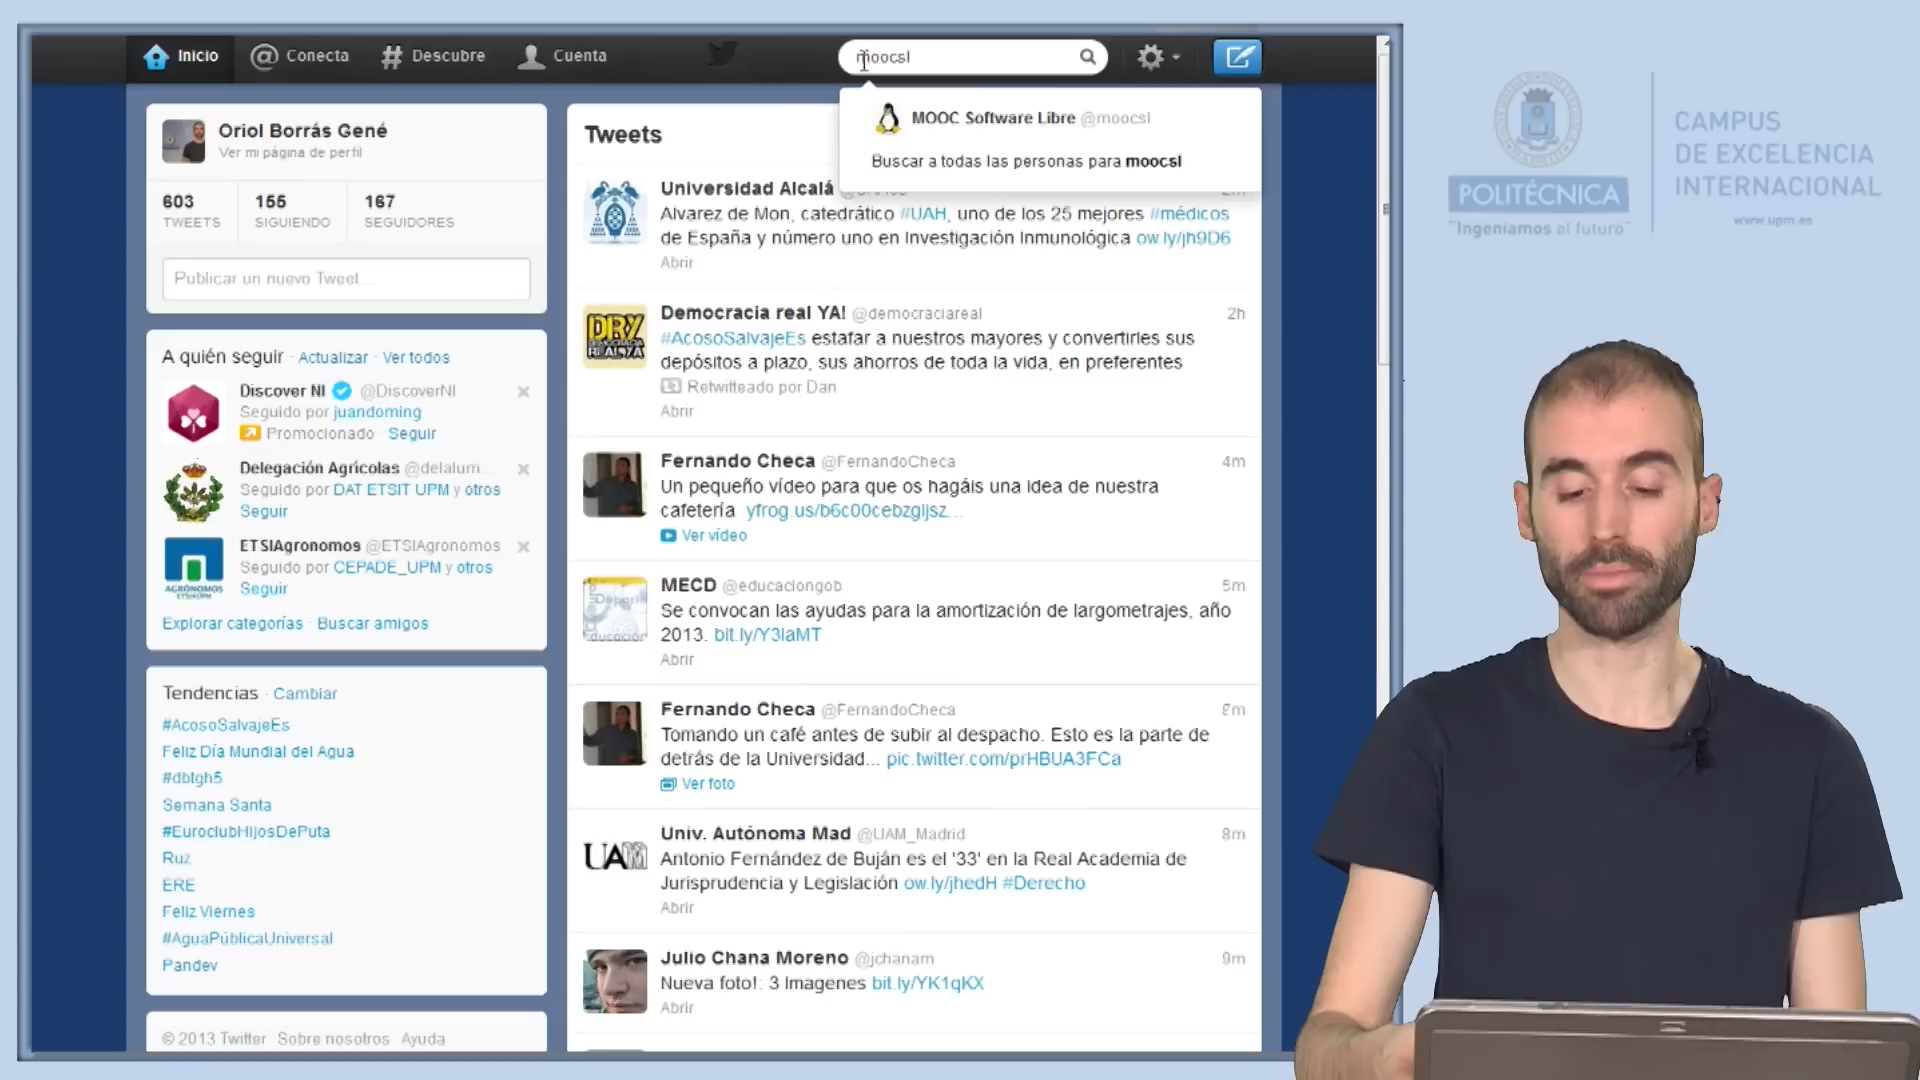 Inicio
Conecta
Descubre
Cuenta
moocsl
MOOC Software Libre @moocsl
Buscar a todas las personas para moocsl
Oriol Borrás Gené
Ver mi página de perfil
603
TWEETS
155
SIGUIENDO
167
SEGUIDORES
Publicar un nuevo Tweet...
A quién seguir · Actualizar · Ver todos
Discover NI @DiscoverNI
Seguido por juandoming
Promocionado Seguir
Delegación Agrícolas @delalum...
Seguido por DAT ETSIT UPM y otros
Seguir
AGRÓNOMOS
ETSIAgronomos @ETSIAgronomos
Seguido por CEPADE_UPM y otros
Seguir
Explorar categorías · Buscar amigos
Tendencias · Cambiar
#AcosoSalvajeEs
Feliz Día Mundial del Agua
#dbtgh5
Semana Santa
#EuroclubHijosDePuta
Ruz
ERE
Feliz Viernes
#AguaPúblicaUniversal
Pandev
© 2013 Twitter Sobre nosotros Ayuda
Tweets
Universidad Alcalá
Alvarez de Mon, catedrático #UAH, uno de los 25 mejores #médicos
de España y número uno en Investigación Inmunológica ow.ly/jh9D6
Abrir
DRY
DEMOCRACIA
REAL YA
Democracia real YA! @democraciareal 2h
#AcosoSalvajeEs estafar a nuestros mayores y convertirles sus
depósitos a plazo, sus ahorros de toda la vida, en preferentes
Retwitteado por Dan
Abrir
Fernando Checa @FernandoCheca 4m
Un pequeño vídeo para que os hagáis una idea de nuestra
cafetería yfrog.us/b6c00cebzgljsz...
Ver vídeo
MECD @educaciongob 5m
Se convocan las ayudas para la amortización de largometrajes, año
2013. bit.ly/Y3laMT
Abrir
Fernando Checa @FernandoCheca 8m
Tomando un café antes de subir al despacho. Esto es la parte de
detrás de la Universidad... pic.twitter.com/prHBUA3FCa
Ver foto
UAM
Univ. Autónoma Mad @UAM_Madrid 8m
Antonio Fernández de Buján es el '33' en la Real Academia de
Jurisprudencia y Legislación ow.ly/jhedH #Derecho
Abrir
Julio Chana Moreno @jchanam 9m
Nueva foto!: 3 Imagenes bit.ly/YK1qKX
Abrir
POLITÉCNICA
"Ingeniamos el futuro"
CAMPUS
DE EXCELENCIA
INTERNACIONAL
www.upm.es